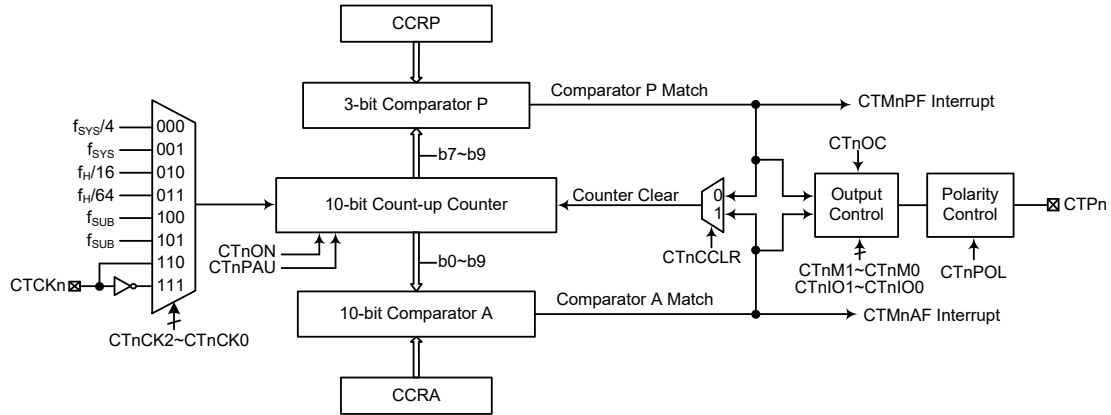 CCRP
3-bit Comparator P
Comparator P Match
CTMnPF Interrupt
b7~b9
fSYS/4
000
fSYS
001
fH/16
010
fH/64
011
fSUB
100
fSUB
101
110
111
CTCKn
CTnCK2~CTnCK0
10-bit Count-up Counter
CTnON
CTnPAU
Counter Clear
0
1
CTnCCLR
CTnOC
Output
Control
CTnM1~CTnM0
CTnIO1~CTnIO0
Polarity
Control
CTnPOL
CTPn
b0~b9
10-bit Comparator A
Comparator A Match
CTMnAF Interrupt
CCRA